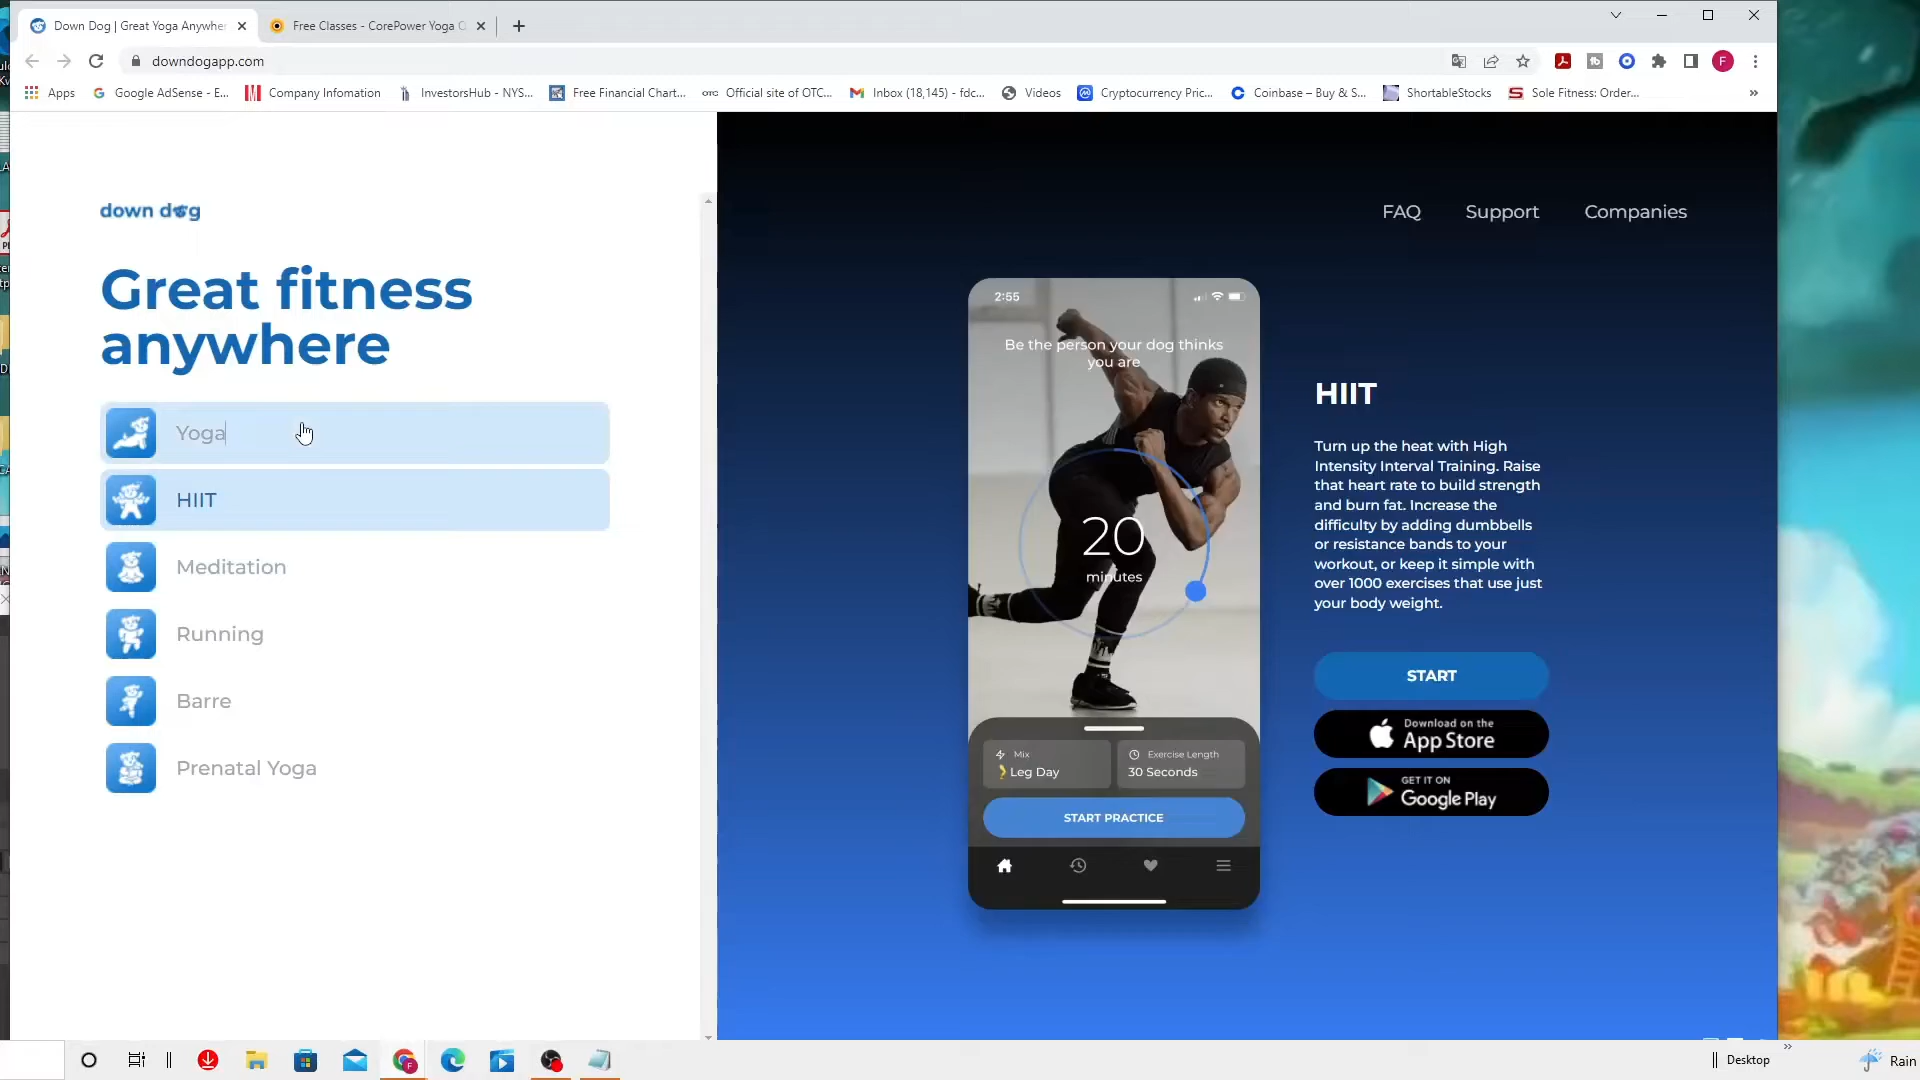 Down Dog | Great Yoga Anywher
Free Classes - CorePower Yoga
downdogapp.com
F
Apps
Google AdSense - E...
Company Infomation
InvestorsHub - NYS...
Free Financial Chart...
OTC Official site of OTC...
Inbox (18,145) - fdc...
Videos
Cryptocurrency Pric...
Coinbase – Buy & S...
ShortableStocks
Sole Fitness: Order...
down dog
FAQ
Support
Companies
Great fitness
anywhere
Yoga
HIIT
Meditation
Running
Barre
Prenatal Yoga
2:55
Be the person your dog thinks
you are
20
minutes
Mix
Leg Day
Exercise Length
30 Seconds
START PRACTICE
HIIT
Turn up the heat with High
Intensity Interval Training. Raise
that heart rate to build strength
and burn fat. Increase the
difficulty by adding dumbbells
or resistance bands to your
workout, or keep it simple with
over 1000 exercises that use just
your body weight.
START
Download on the
App Store
GET IT ON
Google Play
Desktop
Rain